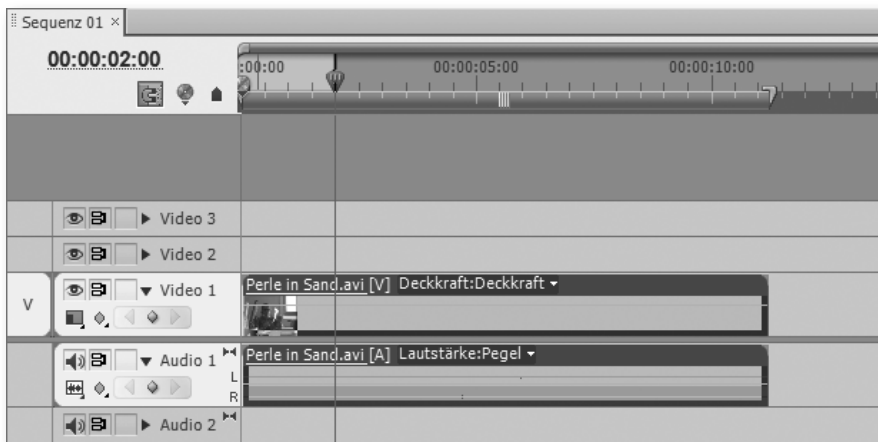 Sequenz 01 ×
00:00:02:00
:00:00 00:00:05:00 00:00:10:00
Video 3
Video 2
V Video 1
Perle in Sand.avi [V] Deckkraft:Deckkraft
Audio 1
Perle in Sand.avi [A] Lautstärke:Pegel
L
R
Audio 2